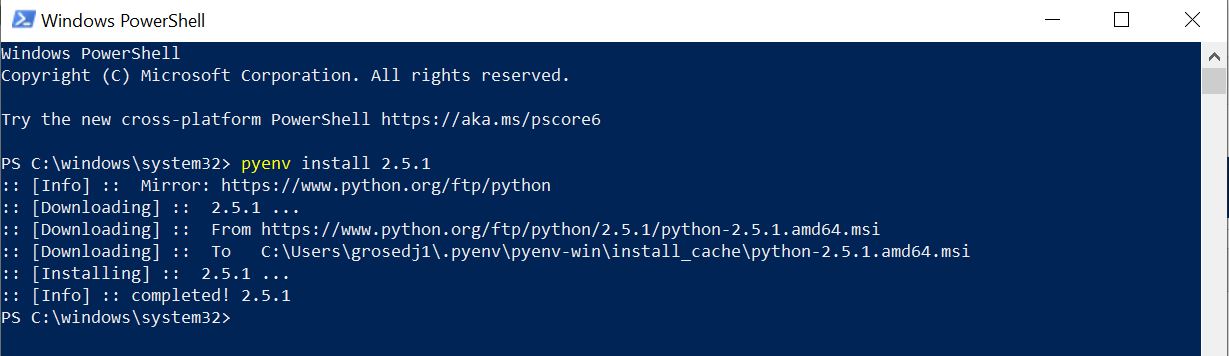 Windows PowerShell
Windows PowerShell
Copyright (C) Microsoft Corporation. All rights reserved.
Try the new cross-platform PowerShell https://aka.ms/pscore6
PS C:\windows\system32> pyenv install 2.5.1
:: [Info] ::  Mirror: https://www.python.org/ftp/python
:: [Downloading] ::  2.5.1 ...
:: [Downloading] ::  From https://www.python.org/ftp/python/2.5.1/python-2.5.1.amd64.msi
:: [Downloading] ::  To   C:\Users\grosedj1\.pyenv\pyenv-win\install_cache\python-2.5.1.amd64.msi
:: [Installing] ::  2.5.1 ...
:: [Info] :: completed! 2.5.1
PS C:\windows\system32>